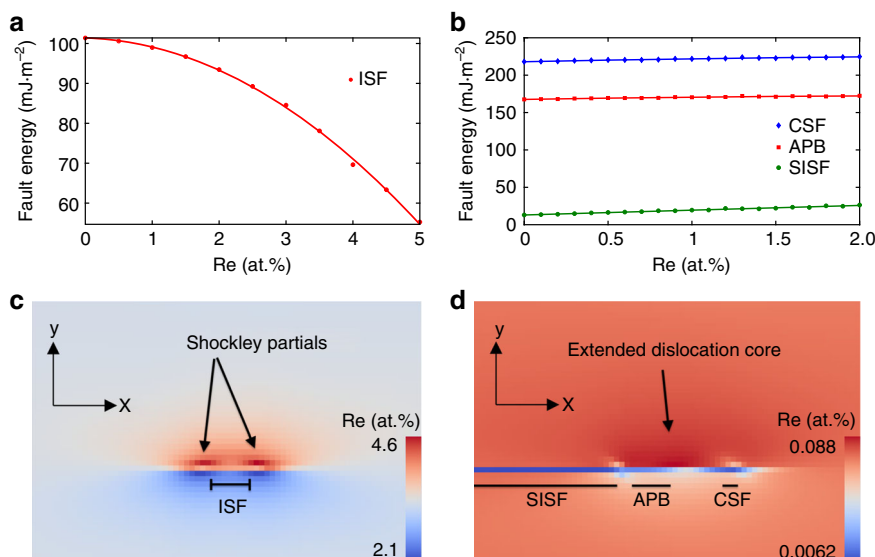 a
Fault energy (mJ·m⁻²)
100
90
80
70
60
0
1
2
3
4
5
Re (at.%)
ISF
b
Fault energy (mJ·m⁻²)
250
200
150
100
50
0
0
0.5
1.0
1.5
2.0
Re (at.%)
CSF
APB
SISF
c
y
X
Shockley partials
ISF
Re (at.%)
4.6
2.1
d
y
X
Extended dislocation core
SISF
APB
CSF
Re (at.%)
0.088
0.0062